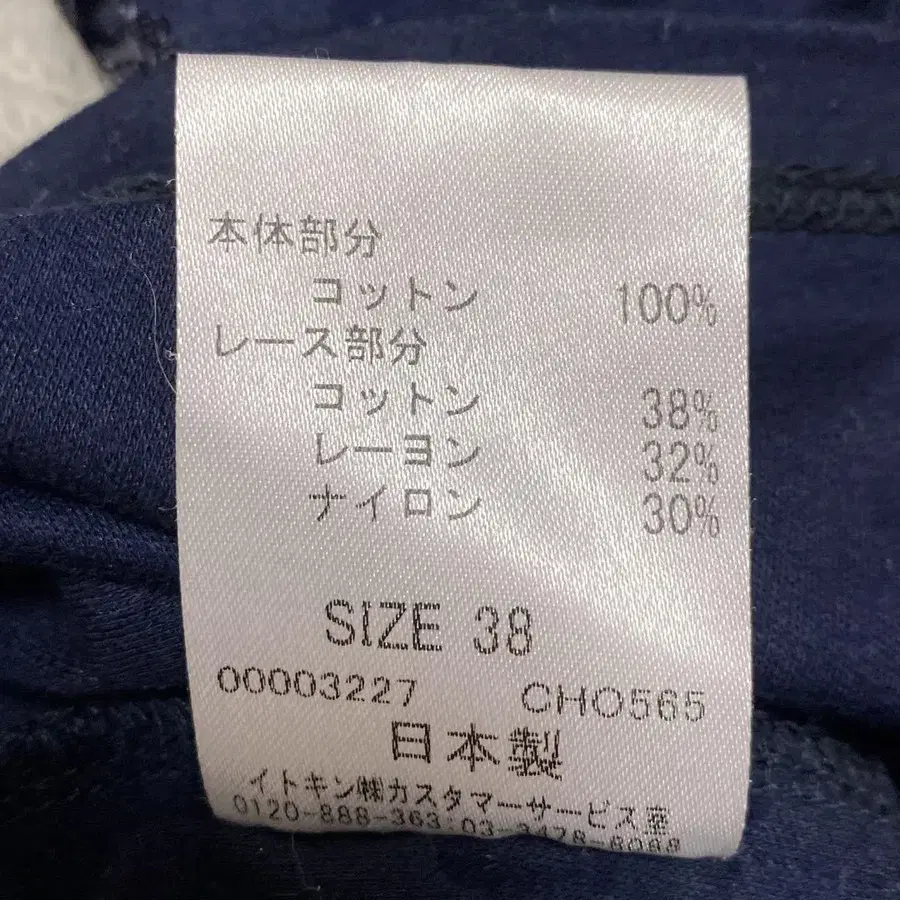 本体部分
コットン 100%
レース部分
コットン 38%
レーヨン 32%
ナイロン 30%
SIZE 38
00003227 CHO565
日本製
イトキン㈱カスタマーサービス室
0120-888-363:03-3478-8088